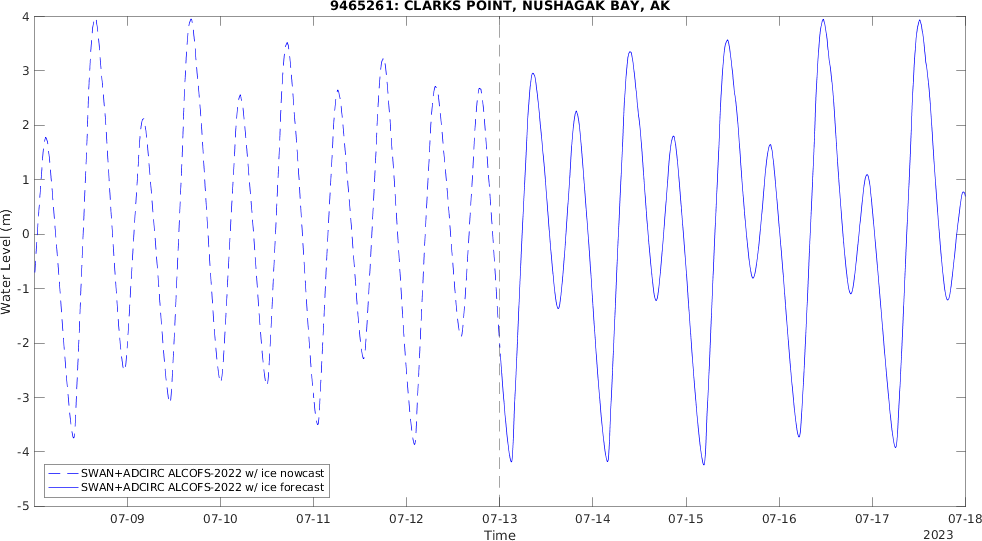 9465261: CLARKS POINT, NUSHAGAK BAY, AK
4
3
2
1
0
-1
-2
-3
-4
-5
Water Level (m)
SWAN+ADCIRC ALCOFS-2022 w/ ice nowcast
SWAN+ADCIRC ALCOFS-2022 w/ ice forecast
07-09 07-10 07-11 07-12 07-13 07-14 07-15 07-16 07-17 07-18
Time
2023